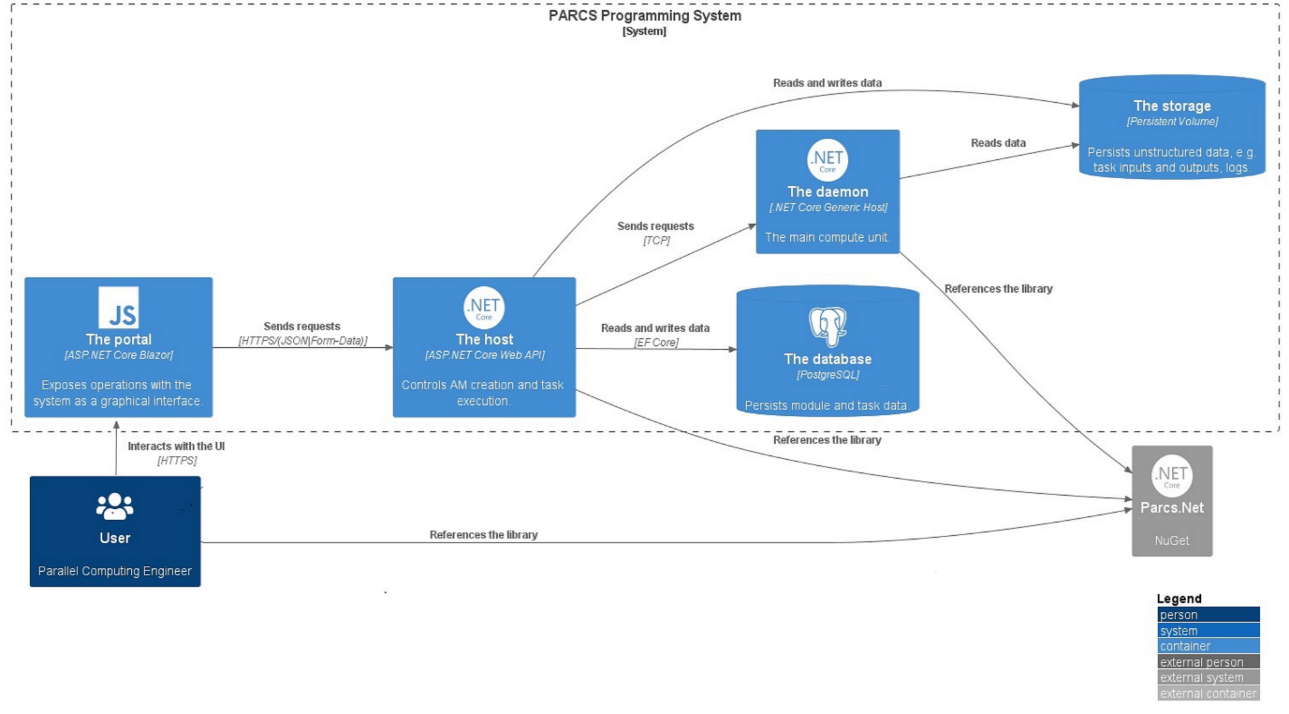 PARCS Programming System
[System]
Reads and writes data
The storage
[Persistent Volume]
Persists unstructured data, e.g.
task inputs and outputs, logs
Reads data
.NET
Core
The daemon
[.NET Core Generic Host]
The main compute unit.
Sends requests
[TCP]
References the library
JS
The portal
[ASP.NET Core Blazor]
Exposes operations with the
system as a graphical interface.
Sends requests
[HTTPS/(JSON|Form-Data)]
.NET
Core
The host
[ASP.NET Core Web API]
Controls AM creation and task
execution.
Reads and writes data
[EF Core]
The database
[PostgreSQL]
Persists module and task data.
References the library
Interacts with the UI
[HTTPS]
User
Parallel Computing Engineer
References the library
.NET
Core
Parcs.Net
NuGet
Legend
person
system
container
external person
external system
external container